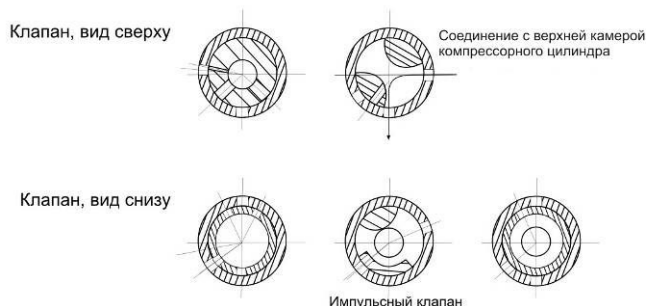 Клапан, вид сверху
Соединение с верхней камерой
компрессорного цилиндра
Клапан, вид снизу
Импульсный клапан